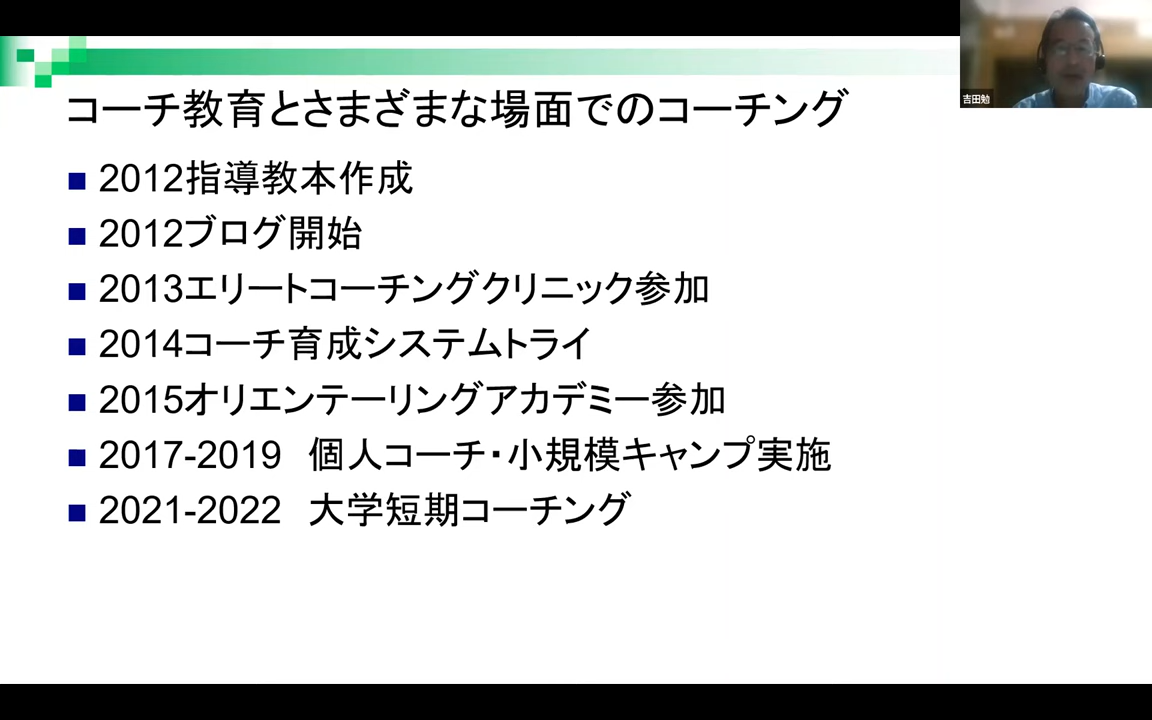 コーチ教育とさまざまな場面でのコーチング
2012指導教本作成
2012ブログ開始
2013エリートコーチングクリニック参加
2014コーチ育成システムトライ
2015オリエンテーリングアカデミー参加
2017-2019　個人コーチ・小規模キャンプ実施
2021-2022　大学短期コーチング
吉田勉